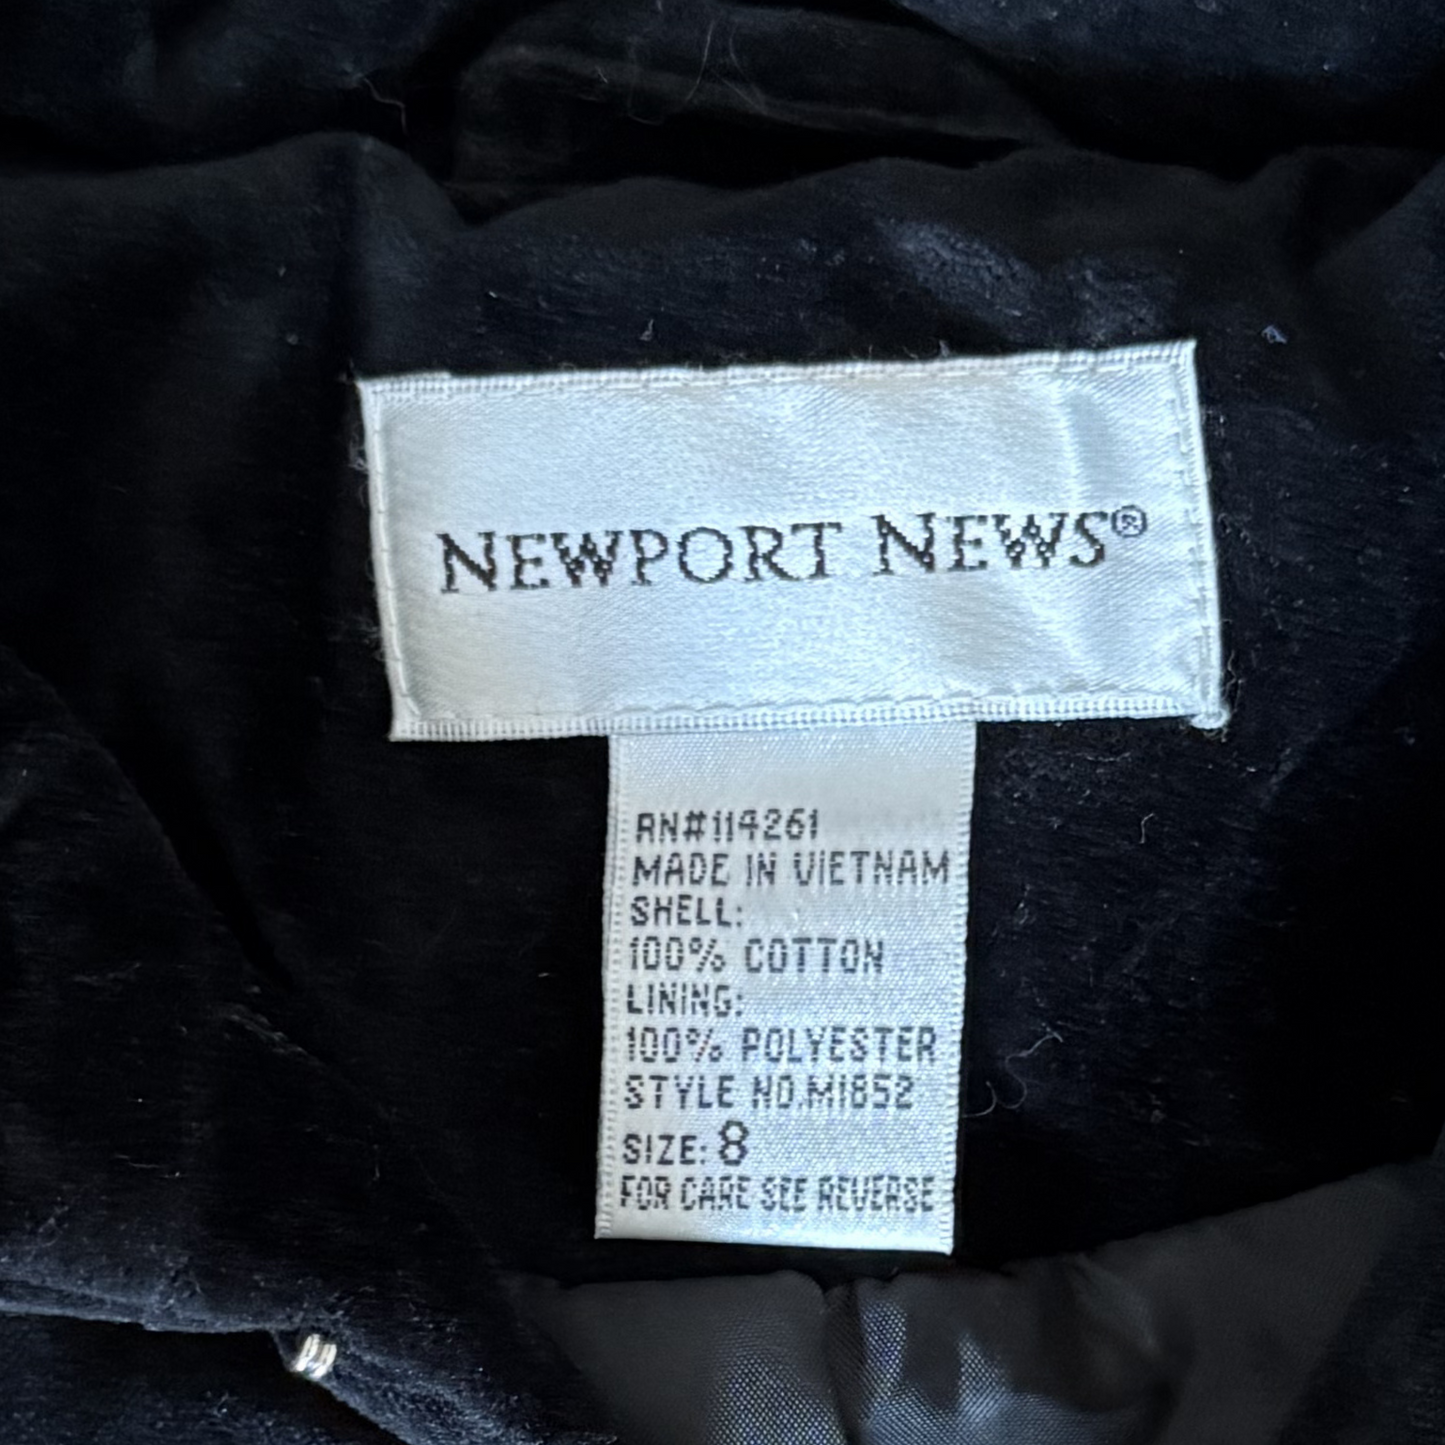 NEWPORT NEWS®
RN#114261
MADE IN VIETNAM
SHELL:
100% COTTON
LINING:
100% POLYESTER
STYLE NO.M1852
SIZE: 8
FOR CARE SEE REVERSE